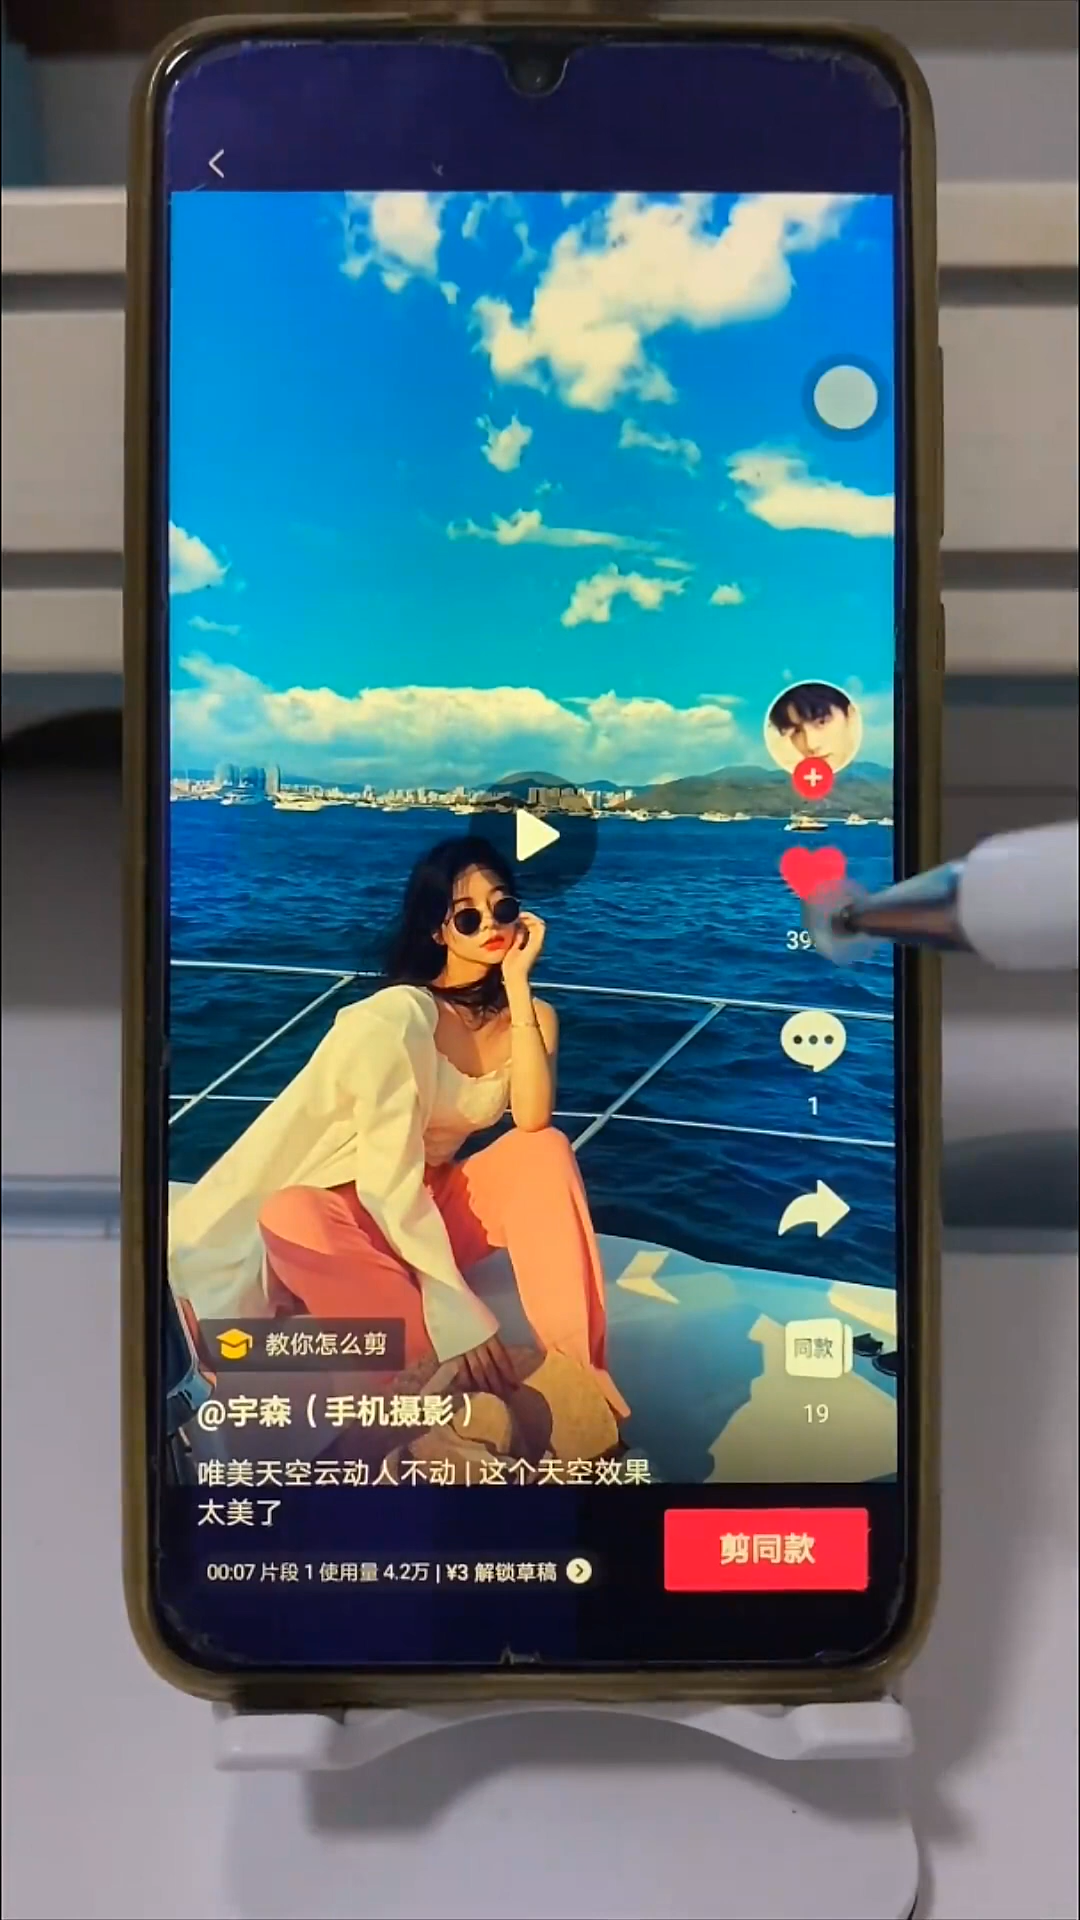 1
同款
19
教你怎么剪
@宇森（手机摄影）
唯美天空云动人不动 | 这个天空效果
太美了
剪同款
00:07 片段 1 使用量 4.2万 | ¥3 解锁草稿